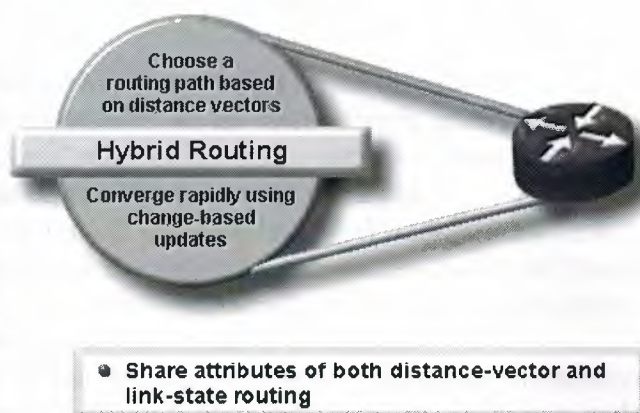 Choose a
routing path based
on distance vectors
Hybrid Routing
Converge rapidly using
change-based
updates
Share attributes of both distance-vector and
link-state routing